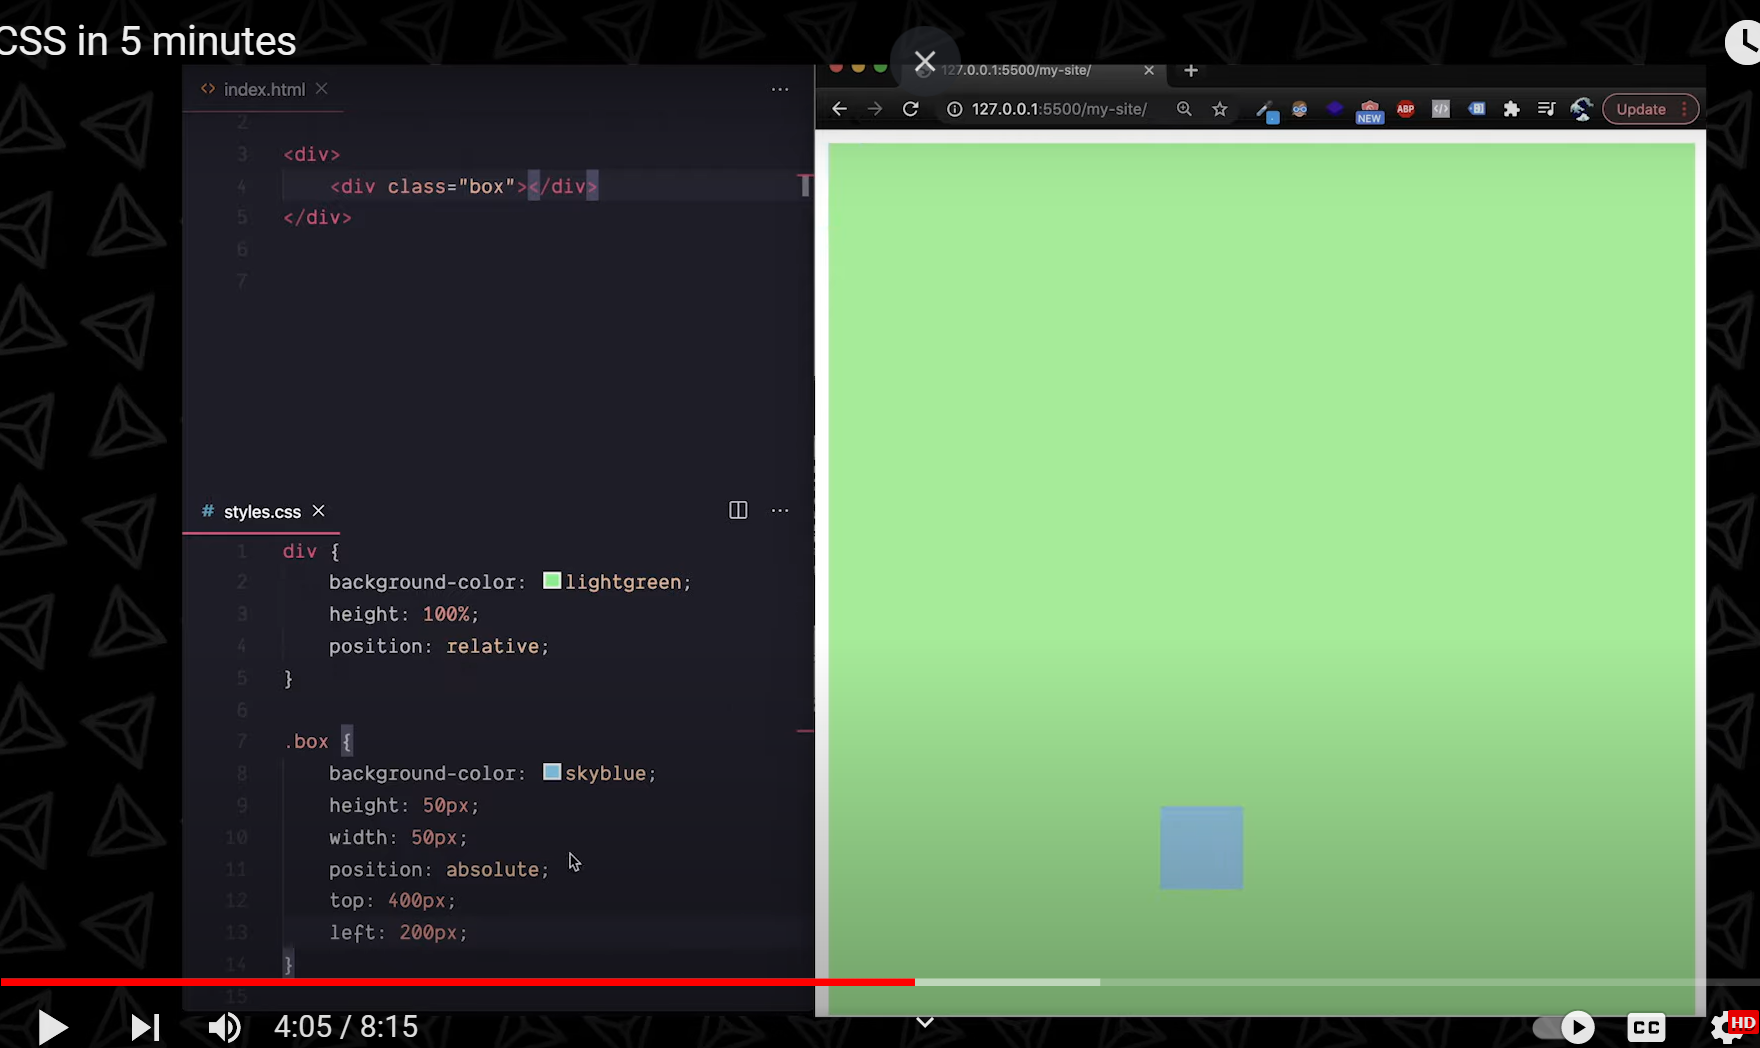 CSS in 5 minutes
index.html
2
3 <div>
4 <div class="box"></div>
5 </div>
6
7
styles.css
1 div {
2 background-color: lightgreen;
3 height: 100%;
4 position: relative;
5 }
6
7 .box {
8 background-color: skyblue;
9 height: 50px;
10 width: 50px;
11 position: absolute;
12 top: 400px;
13 left: 200px;
14 }
15
127.0.0.1:5500/my-site/
127.0.0.1:5500/my-site/
NEW
ABP
Update
4:05 / 8:15
CC
HD